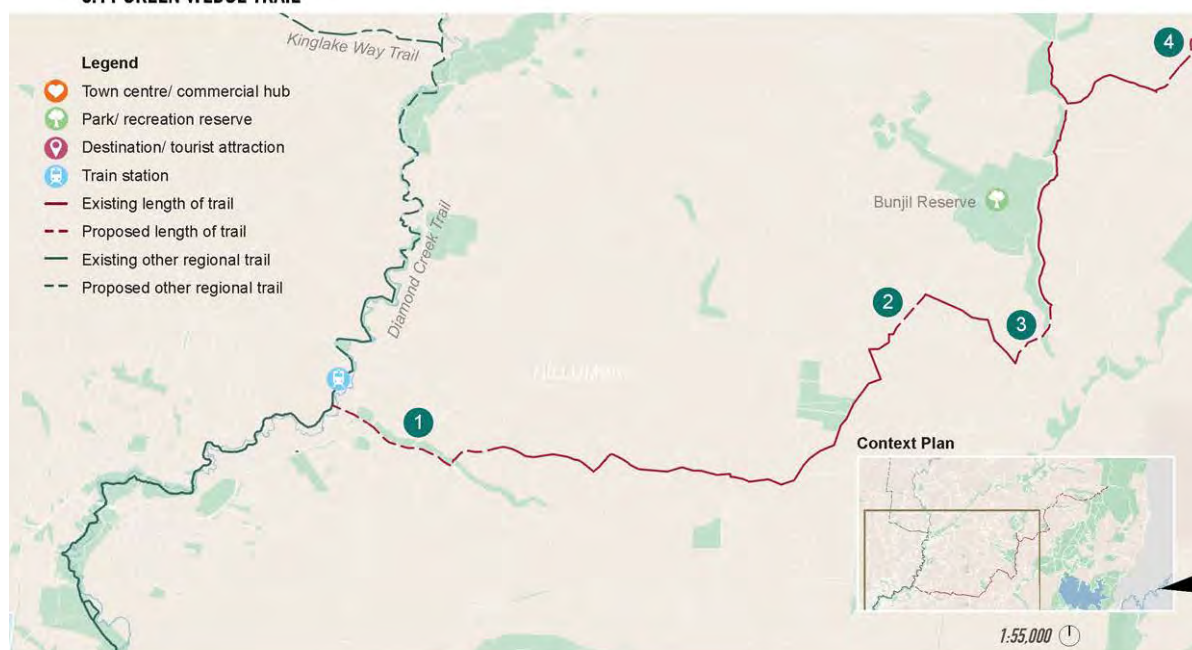 Kinglake Way Trail
4
Legend
Town centre/ commercial hub
Park/ recreation reserve
Destination/ tourist attraction
Train station
Existing length of trail
Proposed length of trail
Existing other regional trail
Proposed other regional trail
Bunjil Reserve
Diamond Creek Trail
2
3
1
Context Plan
1:55,000